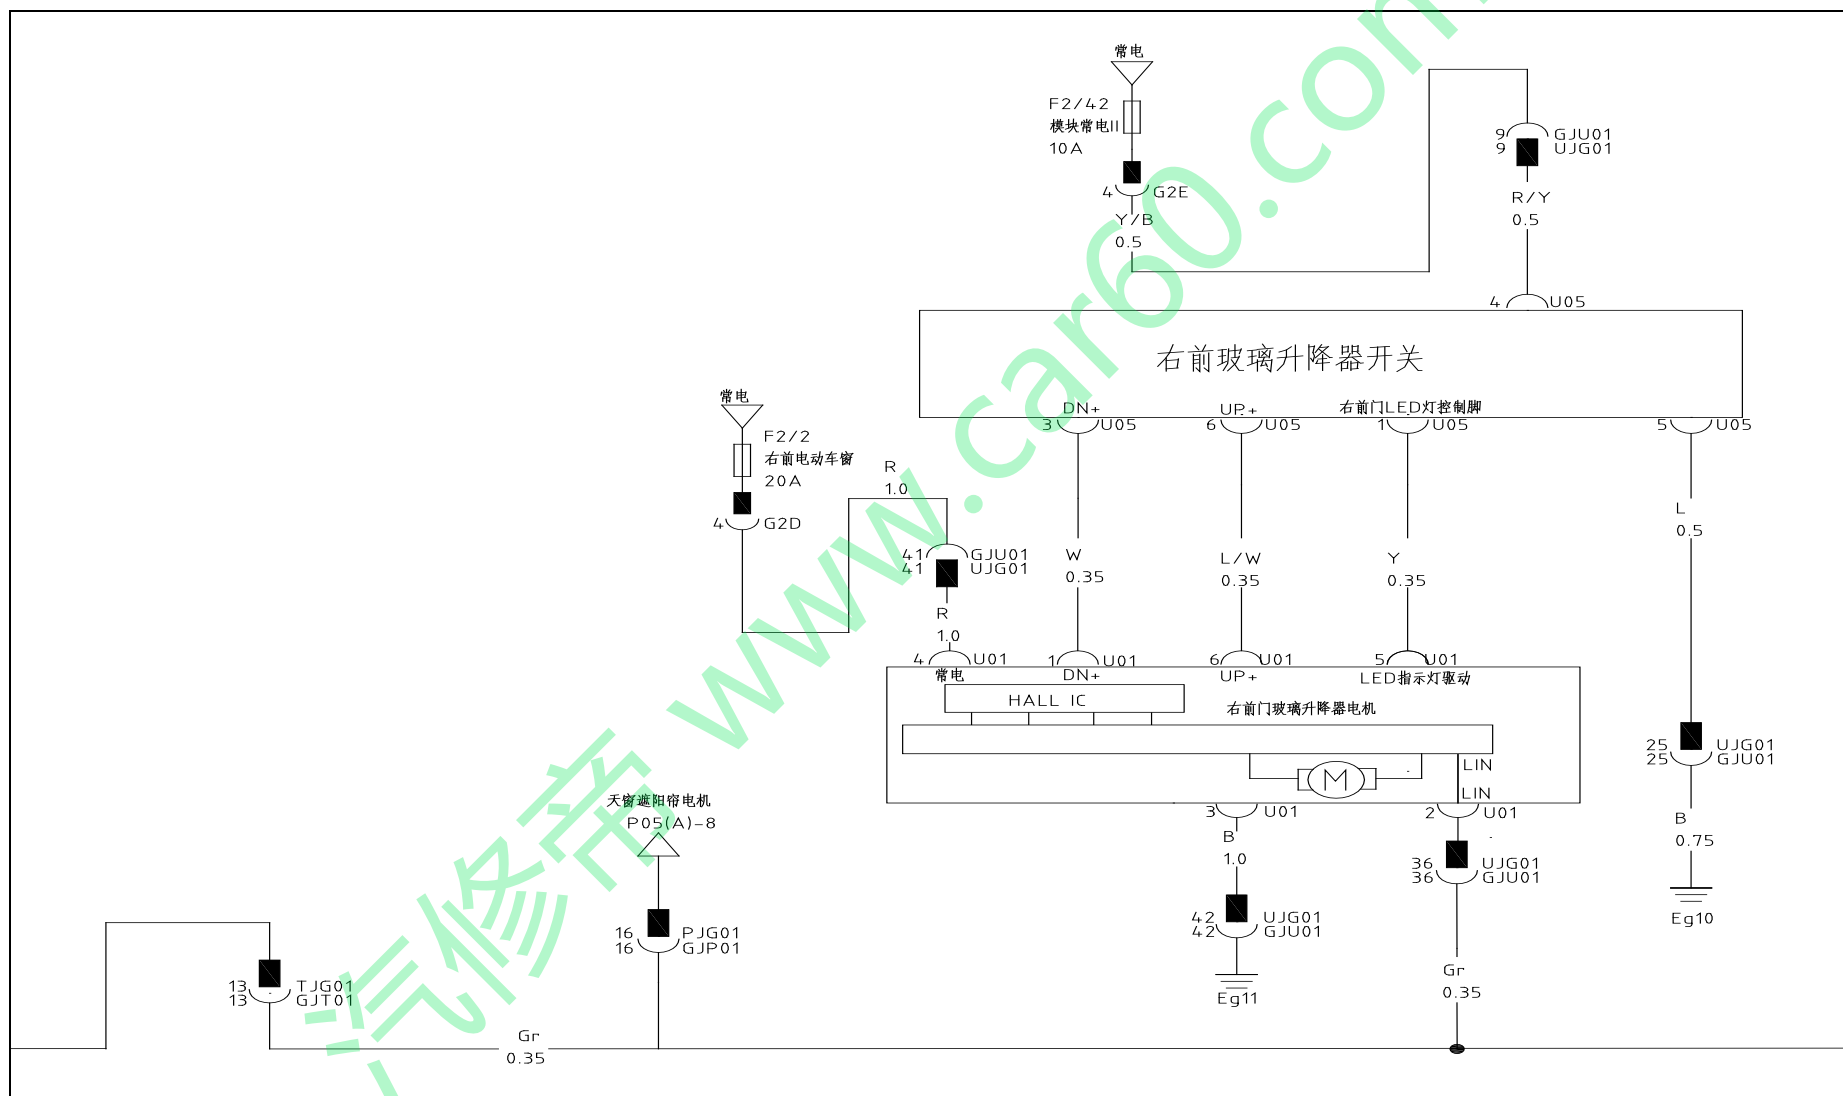 常电
F2/42
模块常电II
10A
4 G2E
Y/B
0.5
9 GJU01
9 UJG01
R/Y
0.5
4 U05
右前玻璃升降器开关
DN+
UP+
右前门LED灯控制脚
3 U05
6 U05
1 U05
5 U05
常电
F2/2
右前电动车窗
20A
4 G2D
R
1.0
41 GJU01
41 UJG01
R
1.0
W
0.35
L/W
0.35
Y
0.35
L
0.5
4 U01
1 U01
6 U01
5 U01
常电
DN+
UP+
LED指示灯驱动
HALL IC
右前门玻璃升降器电机
M
LIN
LIN
3 U01
2 U01
25 UJG01
25 GJU01
B
0.75
Eg10
B
1.0
36 UJG01
36 GJU01
42 UJG01
42 GJU01
Eg11
Gr
0.35
天窗遮阳帘电机
P05(A)-8
16 PJG01
16 GJP01
13 TJG01
13 GJT01
Gr
0.35
汽修帝 www.car60.com